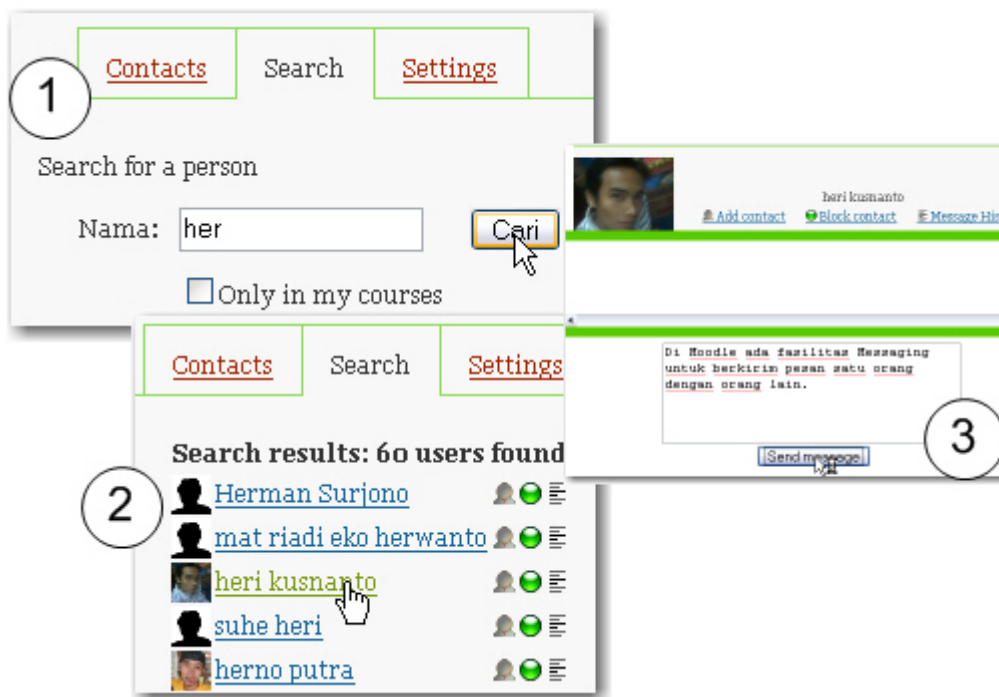 Contacts Search Settings
1
Search for a person
Nama: her Cari
Only in my courses
Contacts Search Settings
Search results: 60 users found
2
Herman Surjono
mat riadi eko herwanto
heri kusnanto
suhe heri
herno putra
heri kusnanto
Add contact Block contact Message His
Di Moodle ada fasilitas Messaging
untuk berkirim pesan satu orang
dengan orang lain.
3
Send message